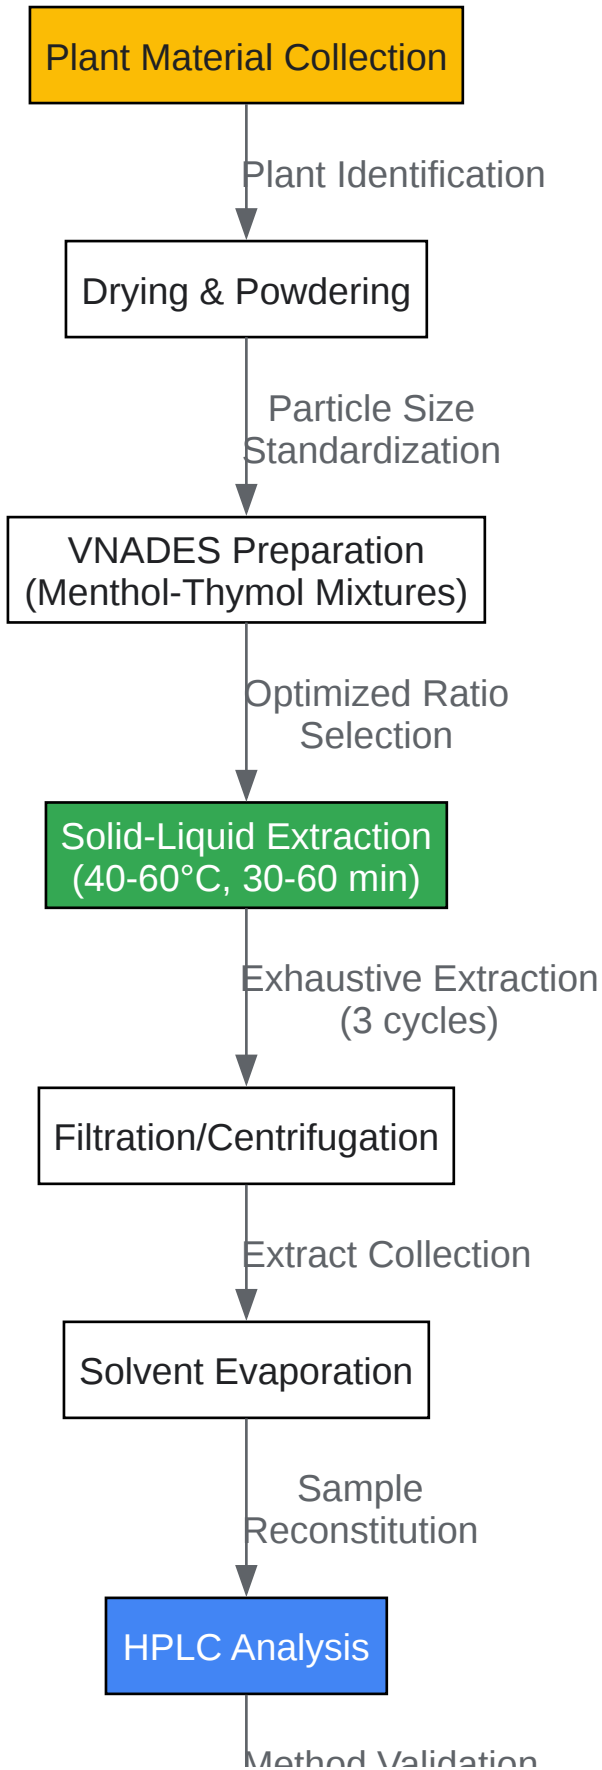 Plant Material Collection
Plant Identification
Drying & Powdering
Particle Size
Standardization
VNADES Preparation
(Menthol-Thymol Mixtures)
Optimized Ratio
Selection
Solid-Liquid Extraction
(40-60°C, 30-60 min)
Exhaustive Extraction
(3 cycles)
Filtration/Centrifugation
Extract Collection
Solvent Evaporation
Sample
Reconstitution
HPLC Analysis
Method Validation